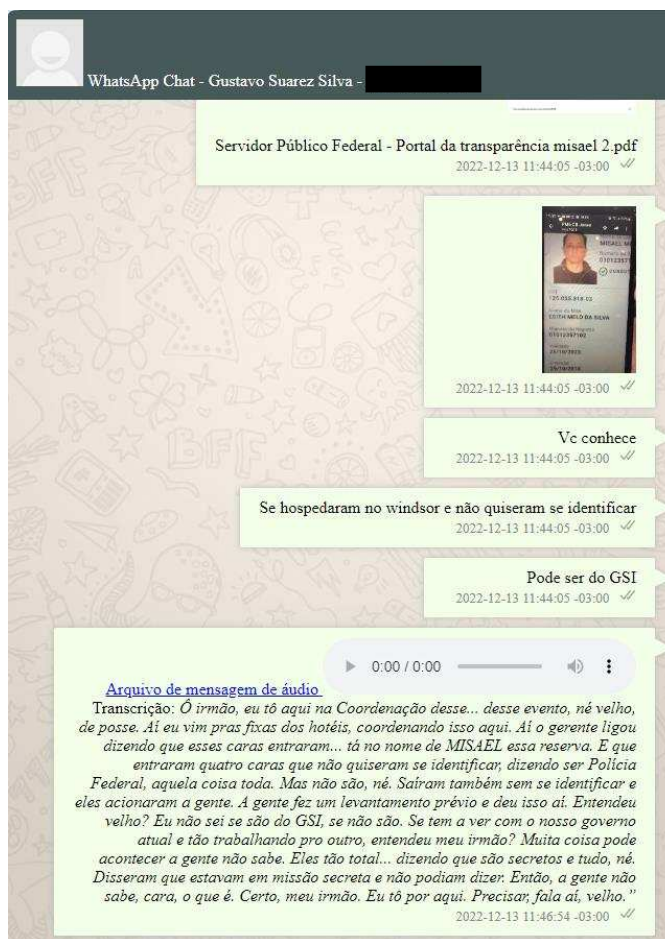 WhatsApp Chat - Gustavo Suarez Silva -
Servidor Público Federal - Portal da transparência misael 2.pdf
2022-12-13 11:44:05 -03:00
MISAEL
EDITH MELO DA SILVA
2022-12-13 11:44:05 -03:00
Vc conhece
2022-12-13 11:44:05 -03:00
Se hospedaram no windsor e não quiseram se identificar
2022-12-13 11:44:05 -03:00
Pode ser do GSI
2022-12-13 11:44:05 -03:00
0:00 / 0:00
Arquivo de mensagem de áudio
Transcrição: Ô irmão, eu tô aqui na Coordenação desse... desse evento, né velho,
de posse. Aí eu vim pras fixas dos hotéis, coordenando isso aqui. Aí o gerente ligou
dizendo que esses caras entraram... tá no nome de MISAEL essa reserva. E que
entraram quatro caras que não quiseram se identificar, dizendo ser Polícia
Federal, aquela coisa toda. Mas não são, né. Saíram também sem se identificar e
eles acionaram a gente. A gente fez um levantamento prévio e deu isso aí. Entendeu
velho? Eu não sei se são do GSI, se não são. Se tem a ver com o nosso governo
atual e tão trabalhando pro outro, entendeu meu irmão? Muita coisa pode
acontecer a gente não sabe. Eles tão total... dizendo que são secretos e tudo, né.
Disseram que estavam em missão secreta e não podiam dizer. Então, a gente não
sabe, cara, o que é. Certo, meu irmão. Eu tô por aqui. Precisar, fala aí, velho.”
2022-12-13 11:46:54 -03:00